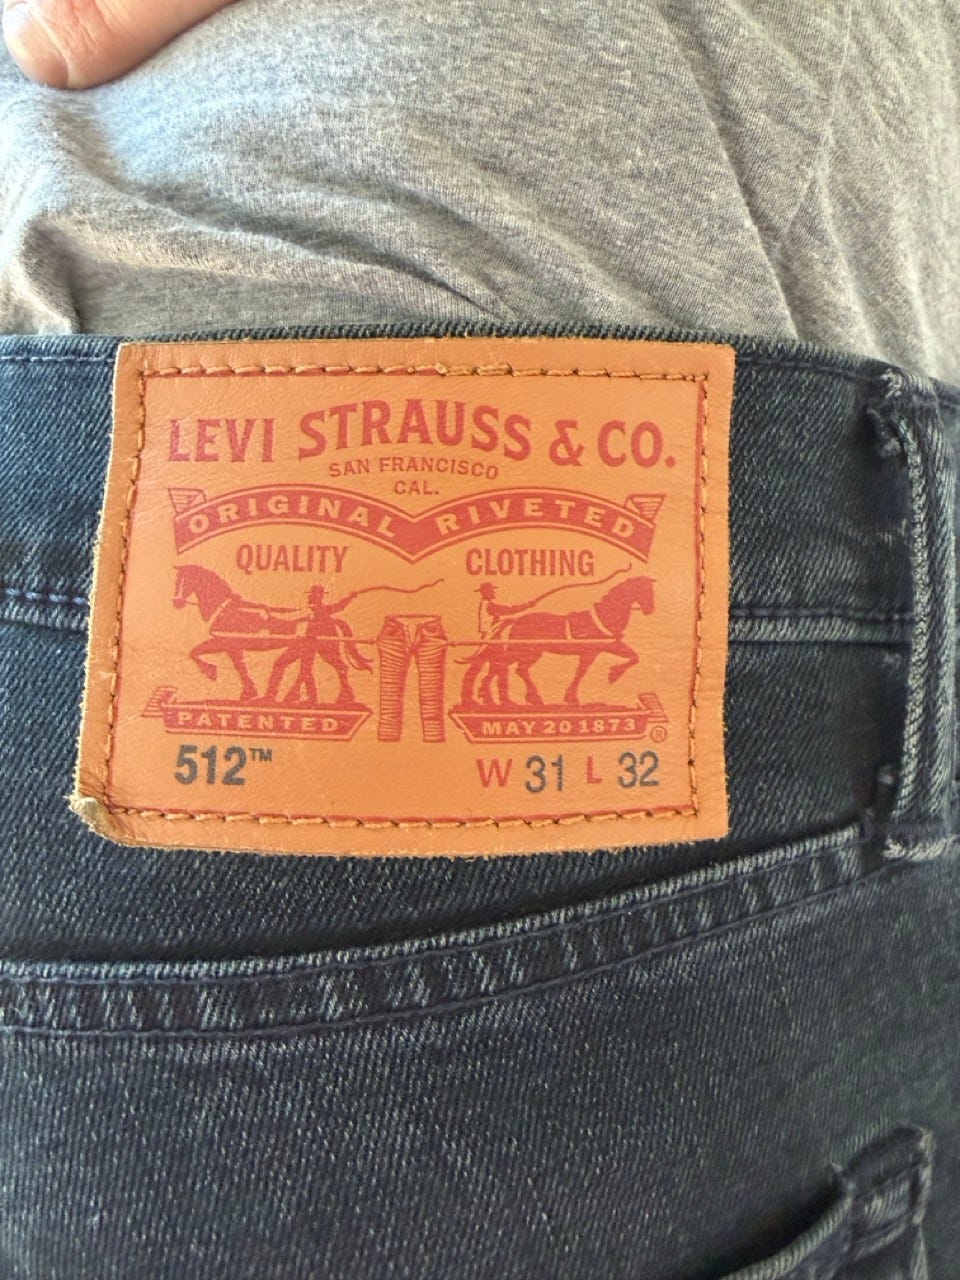 LEVI STRAUSS & CO.
SAN FRANCISCO
CAL.
ORIGINAL RIVETED
QUALITY CLOTHING
PATENTED MAY 20 1873 ®
512™ W 31 L 32